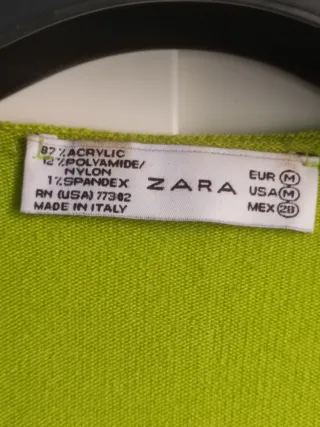 87%ACRYLIC
12%POLYAMIDE/
NYLON
1%SPANDEX
RN (USA) 77302
MADE IN ITALY
ZARA
EUR M
USA M
MEX 28